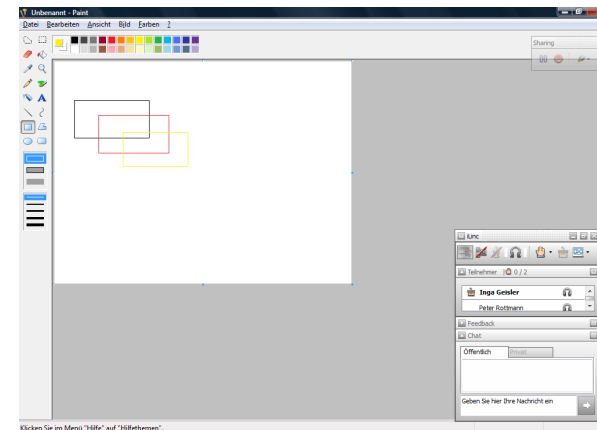 Unbenannt - Paint
Datei Bearbeiten Ansicht Bild Farben ?
Sharing
iLinc
Teilnehmer 0 / 2
Inga Geisler
Peter Rottmann
Feedback
Chat
Öffentlich Privat
Geben Sie hier Ihre Nachricht ein
Klicken Sie im Menü "Hilfe" auf "Hilfethemen".